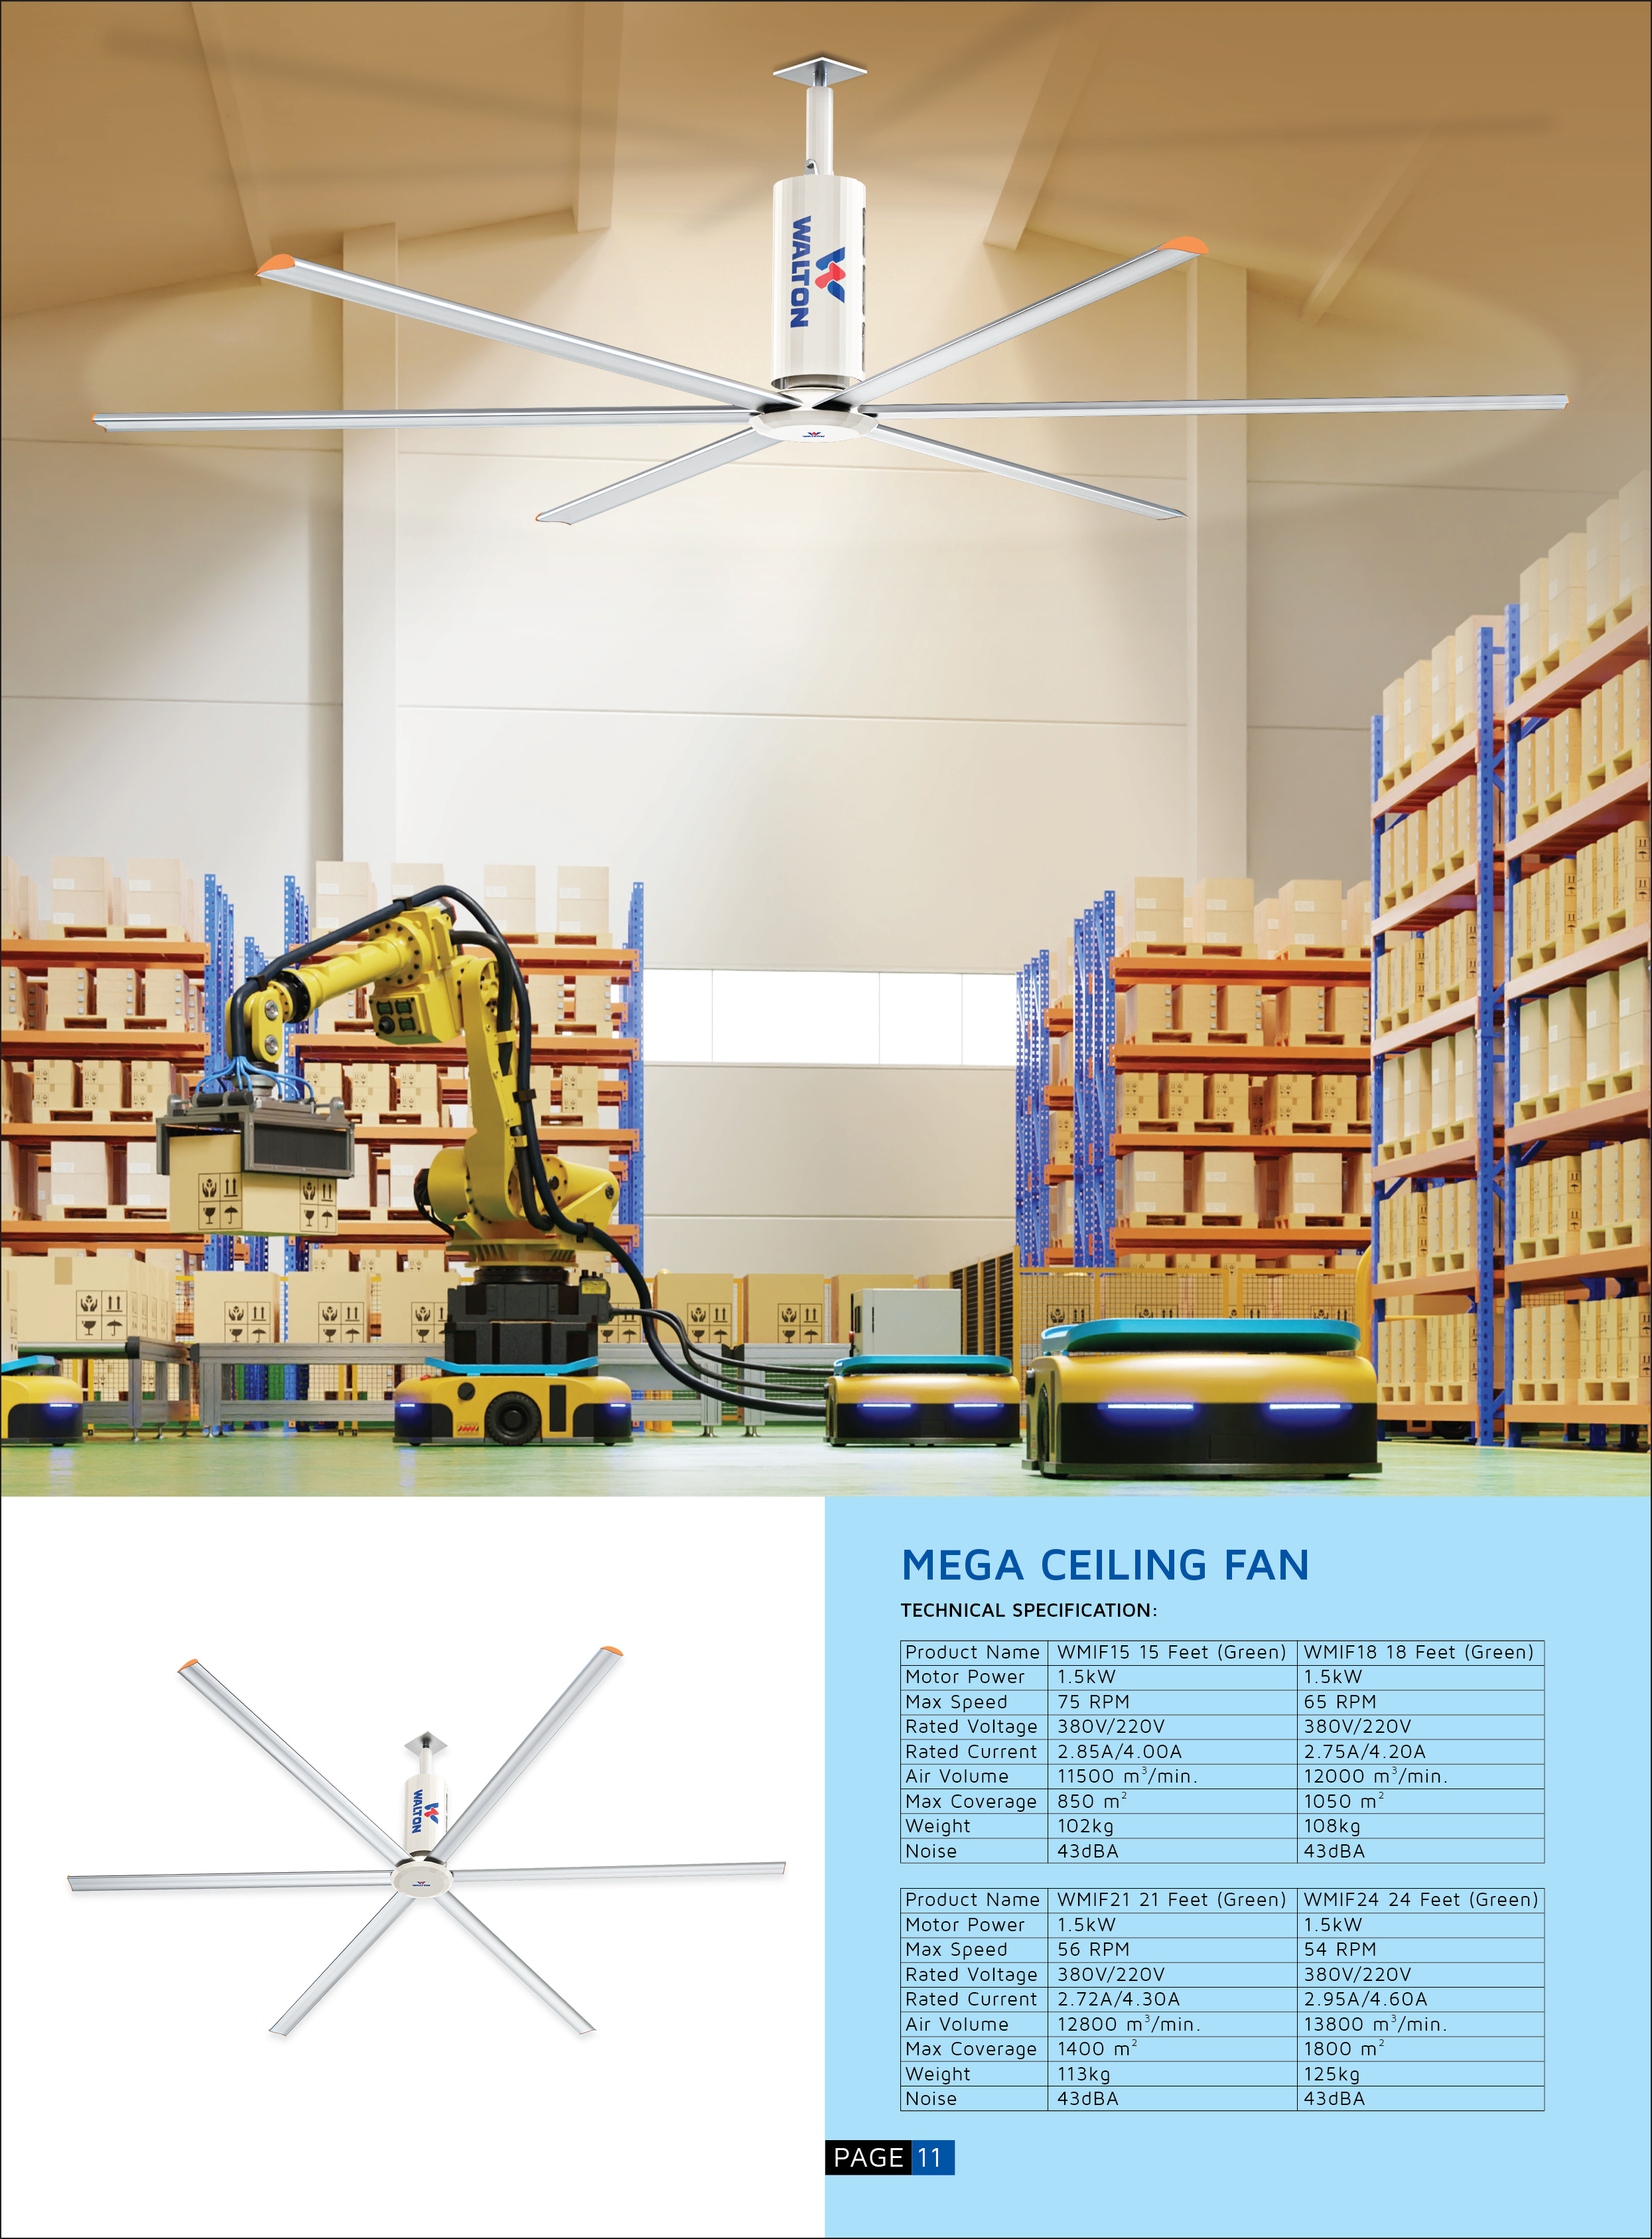 WALTON
WALTON
WALTON
WALTON
MEGA CEILING FAN
TECHNICAL SPECIFICATION:
Product Name WMIF15 15 Feet (Green) WMIF18 18 Feet (Green)
Motor Power 1.5kW 1.5kW
Max Speed 75 RPM 65 RPM
Rated Voltage 380V/220V 380V/220V
Rated Current 2.85A/4.00A 2.75A/4.20A
Air Volume 11500 m³/min. 12000 m³/min.
Max Coverage 850 m² 1050 m²
Weight 102kg 108kg
Noise 43dBA 43dBA
Product Name WMIF21 21 Feet (Green) WMIF24 24 Feet (Green)
Motor Power 1.5kW 1.5kW
Max Speed 56 RPM 54 RPM
Rated Voltage 380V/220V 380V/220V
Rated Current 2.72A/4.30A 2.95A/4.60A
Air Volume 12800 m³/min. 13800 m³/min.
Max Coverage 1400 m² 1800 m²
Weight 113kg 125kg
Noise 43dBA 43dBA
PAGE 11